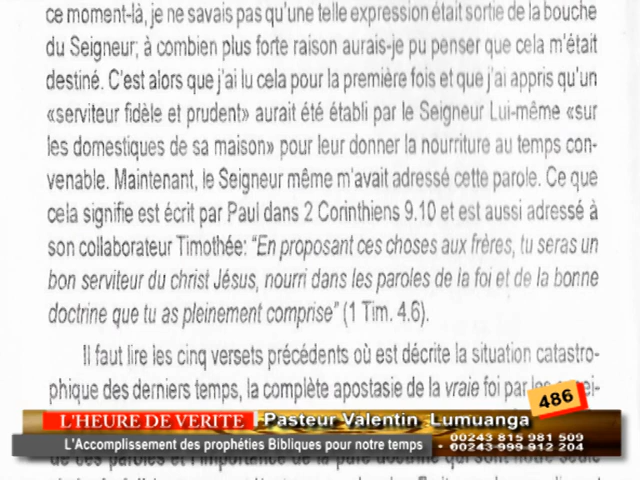 ce moment-là, je ne savais pas qu'une telle expression était sortie de la bouche
du Seigneur; à combien plus forte raison aurais-je pu penser que cela m'était
destiné. C'est alors que j'ai lu cela pour la première fois et que j'ai appris qu'un
«serviteur fidèle et prudent» aurait été établi par le Seigneur Lui-même «sur
les domestiques de sa maison» pour leur donner la nourriture au temps con-
venable. Maintenant, le Seigneur même m'avait adressé cette parole. Ce que
cela signifie est écrit par Paul dans 2 Corinthiens 9.10 et est aussi adressé à
son collaborateur Timothée: "En proposant ces choses aux frères, tu seras un
bon serviteur du christ Jésus, nourri dans les paroles de la foi et de la bonne
doctrine que tu as pleinement comprise" (1 Tim. 4.6).
Il faut lire les cinq versets précédents où est décrite la situation catastro-
phique des derniers temps, la complète apostasie de la vraie foi par
486
L'HEURE DE VERITE Pasteur Valentin Lumuanga
L'Accomplissement des prophéties Bibliques pour notre temps
00243 815 981 509
00243 999 912 204
de ces paroles et l'importance de la